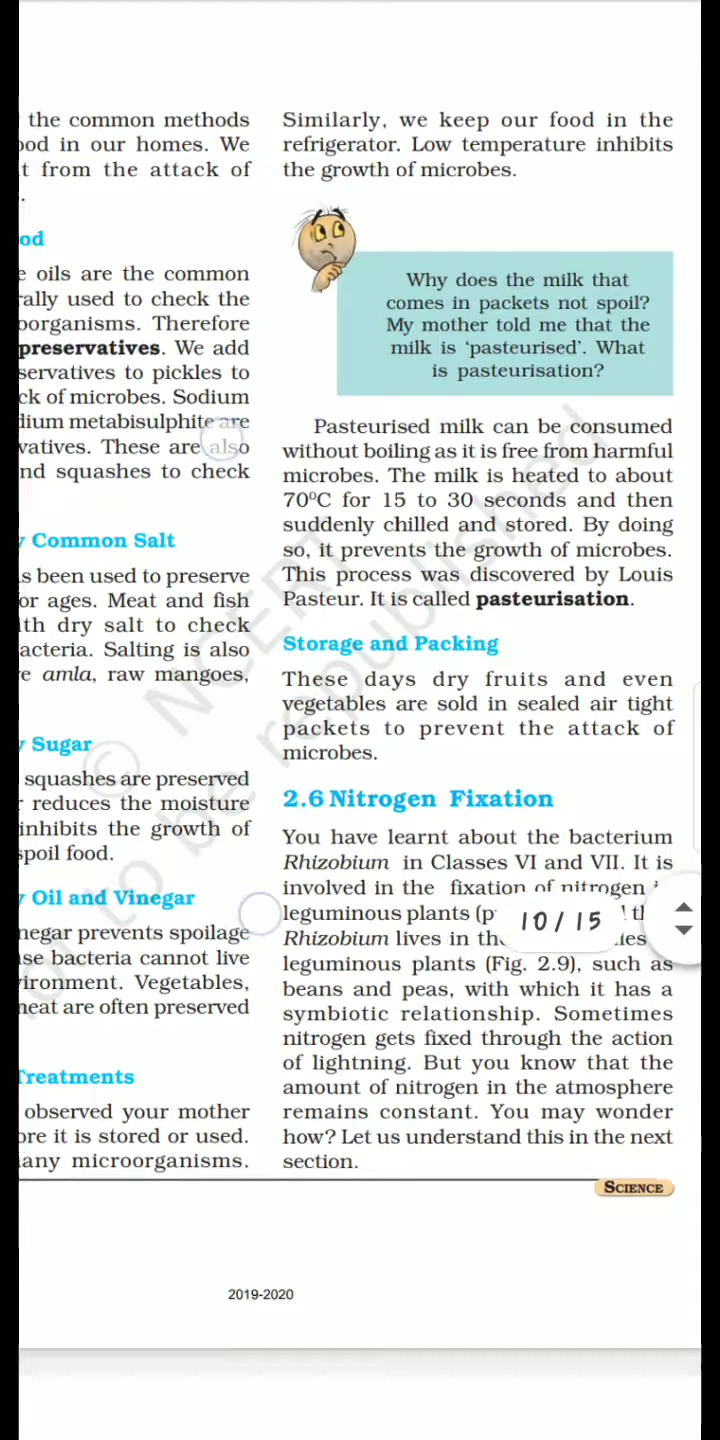 the common methods
ood in our homes. We
t from the attack of
.
od
e oils are the common
rally used to check the
oorganisms. Therefore
preservatives. We add
servatives to pickles to
ck of microbes. Sodium
dium metabisulphite are
vatives. These are also
nd squashes to check
y Common Salt
s been used to preserve
or ages. Meat and fish
ith dry salt to check
acteria. Salting is also
e amla, raw mangoes,
y Sugar
squashes are preserved
r reduces the moisture
inhibits the growth of
spoil food.
y Oil and Vinegar
negar prevents spoilage
se bacteria cannot live
ironment. Vegetables,
meat are often preserved
Treatments
observed your mother
ore it is stored or used.
any microorganisms.
Similarly, we keep our food in the
refrigerator. Low temperature inhibits
the growth of microbes.
Why does the milk that
comes in packets not spoil?
My mother told me that the
milk is ‘pasteurised’. What
is pasteurisation?
Pasteurised milk can be consumed
without boiling as it is free from harmful
microbes. The milk is heated to about
70⁰C for 15 to 30 seconds and then
suddenly chilled and stored. By doing
so, it prevents the growth of microbes.
This process was discovered by Louis
Pasteur. It is called pasteurisation.
Storage and Packing
These days dry fruits and even
vegetables are sold in sealed air tight
packets to prevent the attack of
microbes.
2.6 Nitrogen Fixation
You have learnt about the bacterium
Rhizobium in Classes VI and VII. It is
involved in the fixation of nitrogen
leguminous plants (p
10 / 15
Rhizobium lives in the
leguminous plants (Fig. 2.9), such as
beans and peas, with which it has a
symbiotic relationship. Sometimes
nitrogen gets fixed through the action
of lightning. But you know that the
amount of nitrogen in the atmosphere
remains constant. You may wonder
how? Let us understand this in the next
section.
SCIENCE
2019-2020
© NCERT
not to be republished